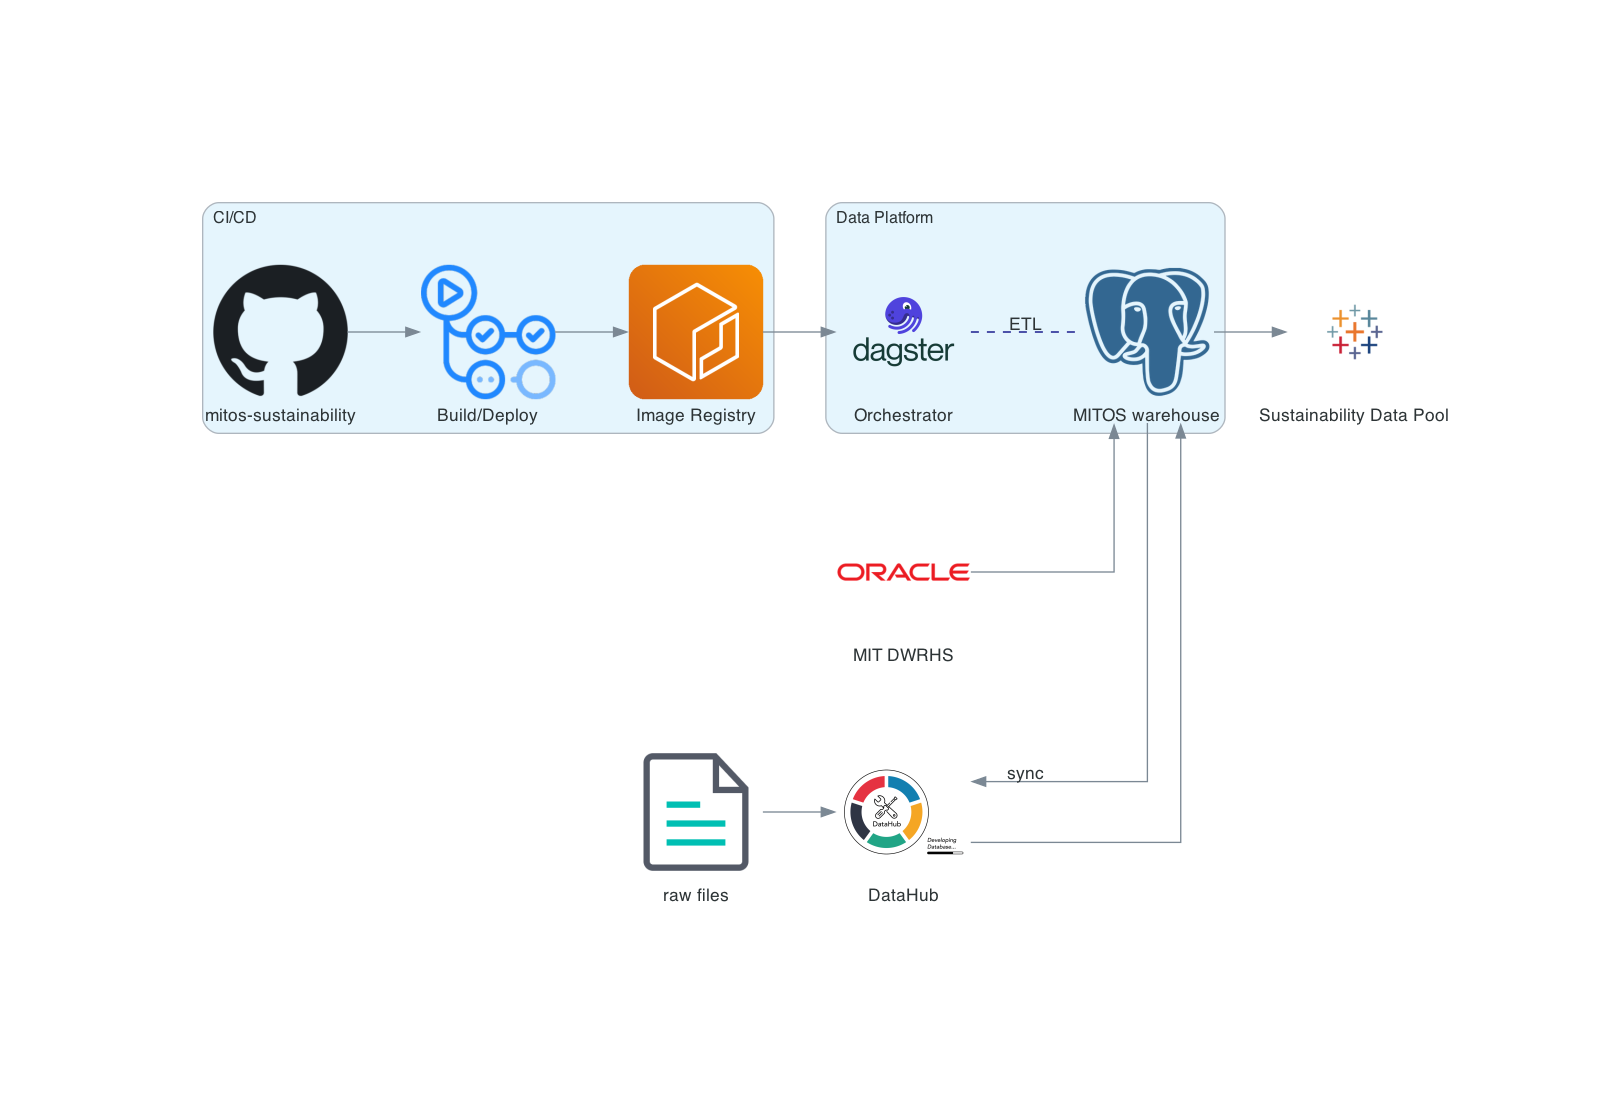 CI/CD
Data Platform
dagster
ETL
mitos-sustainability
Build/Deploy
Image Registry
Orchestrator
MITOS warehouse
Sustainability Data Pool
ORACLE
MIT DWRHS
sync
DataHub
Developing
Database...
raw files
DataHub